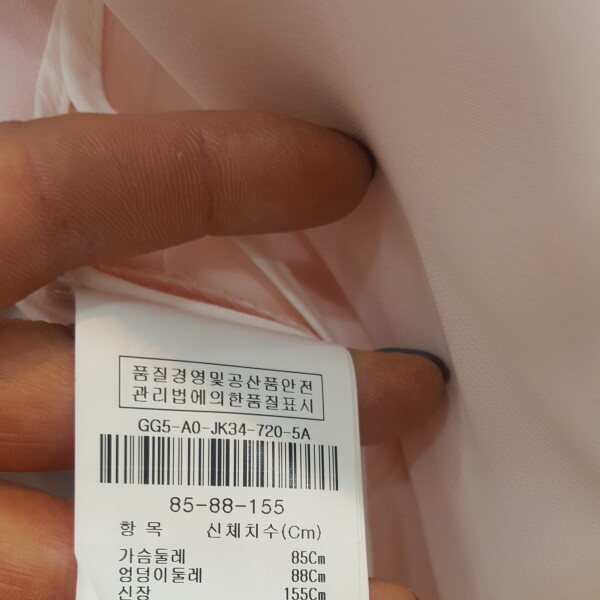 품질경영및공산품안전
관리법에의한품질표시
GG5-A0-JK34-720-5A
85-88-155
항 목 신체치수(Cm)
가슴둘레 85Cm
엉덩이둘레 88Cm
신장 155Cm